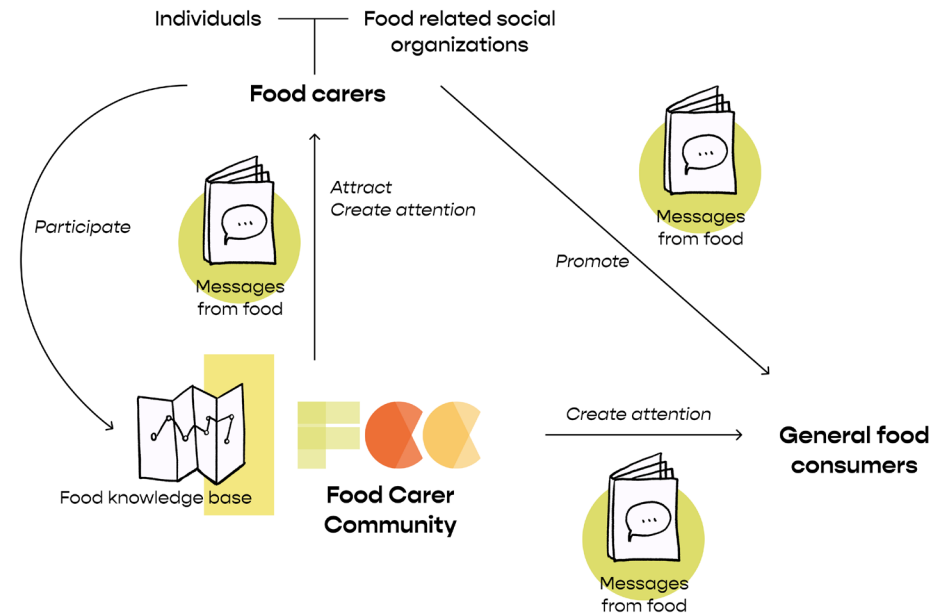 Individuals
Food related social
organizations
Food carers
Attract
Create attention
Participate
Messages
from food
Messages
from food
Promote
Food knowledge base
FCC
Food Carer
Community
Create attention
General food
consumers
Messages
from food